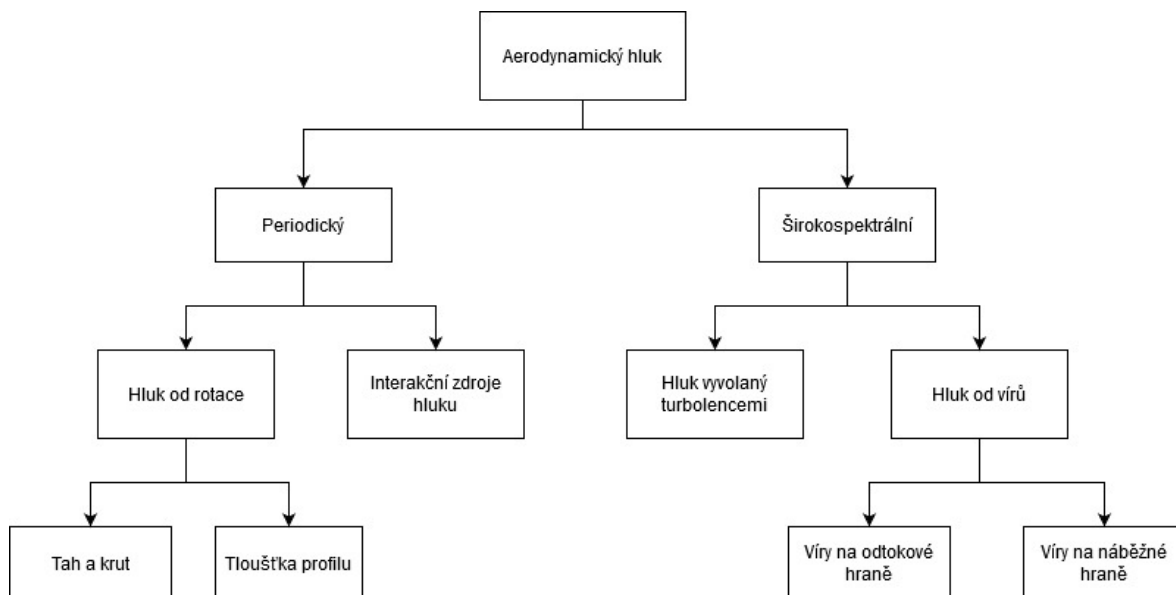 Aerodynamický hluk
Periodický
Širokospektrální
Hluk od rotace
Interakční zdroje
hluku
Hluk vyvolaný
turbolencemi
Hluk od vírů
Tah a krut
Tloušťka profilu
Víry na odtokové
hraně
Víry na náběžné
hraně